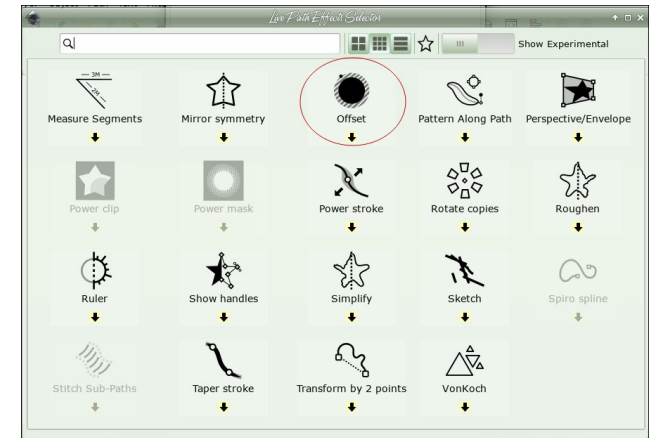 Live Path Effects Selector
Show Experimental
3M
2M
Measure Segments
Mirror symmetry
Offset
Pattern Along Path
Perspective/Envelope
Power clip
Power mask
Power stroke
Rotate copies
Roughen
Ruler
Show handles
Simplify
Sketch
Spiro spline
Stitch Sub-Paths
Taper stroke
Transform by 2 points
VonKoch